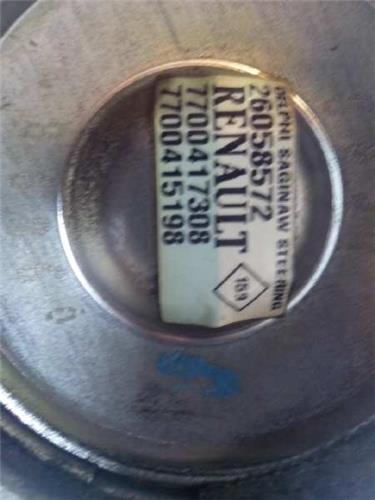 DELPHI SAGINAW STEERING
26058572
RENAULT
159
7700417308
7700415198